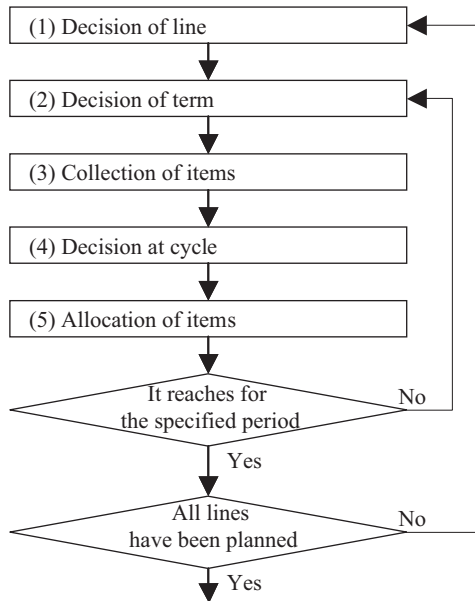 (1) Decision of line
(2) Decision of term
(3) Collection of items
(4) Decision at cycle
(5) Allocation of items
It reaches for
the specified period
No
Yes
All lines
have been planned
No
Yes